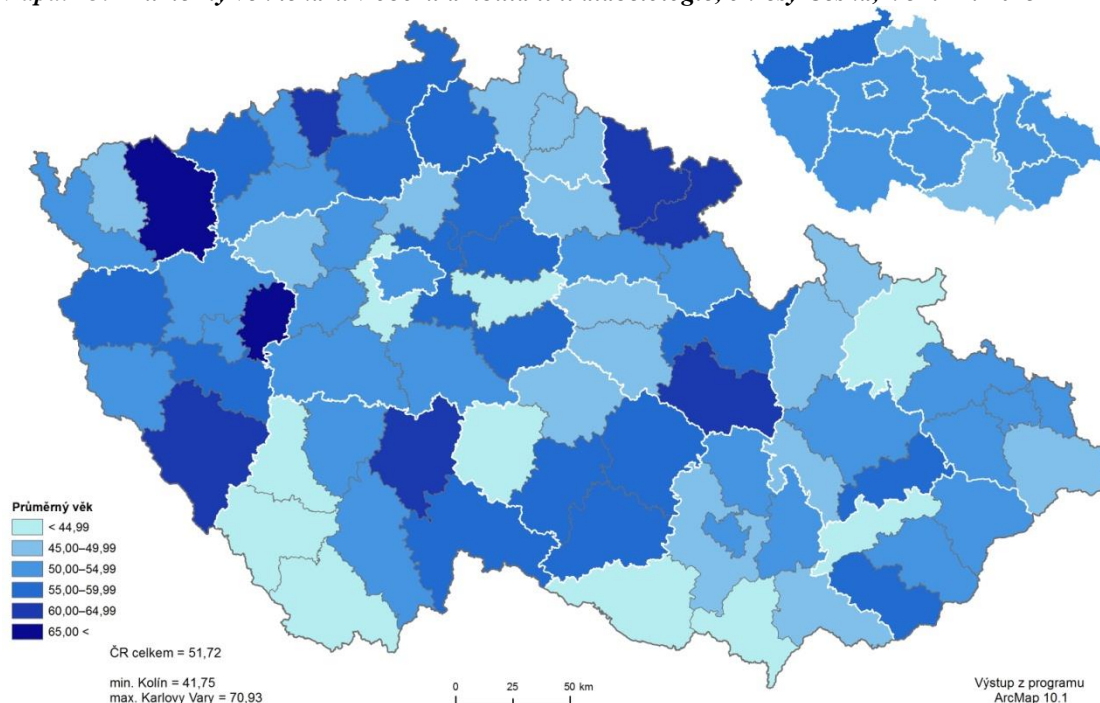 Průměrný věk
< 44,99
45,00–49,99
50,00–54,99
55,00–59,99
60,00–64,99
65,00 <
ČR celkem = 51,72
min. Kolín = 41,75
max. Karlovy Vary = 70,93
0 25 50 km
Výstup z programu
ArcMap 10.1